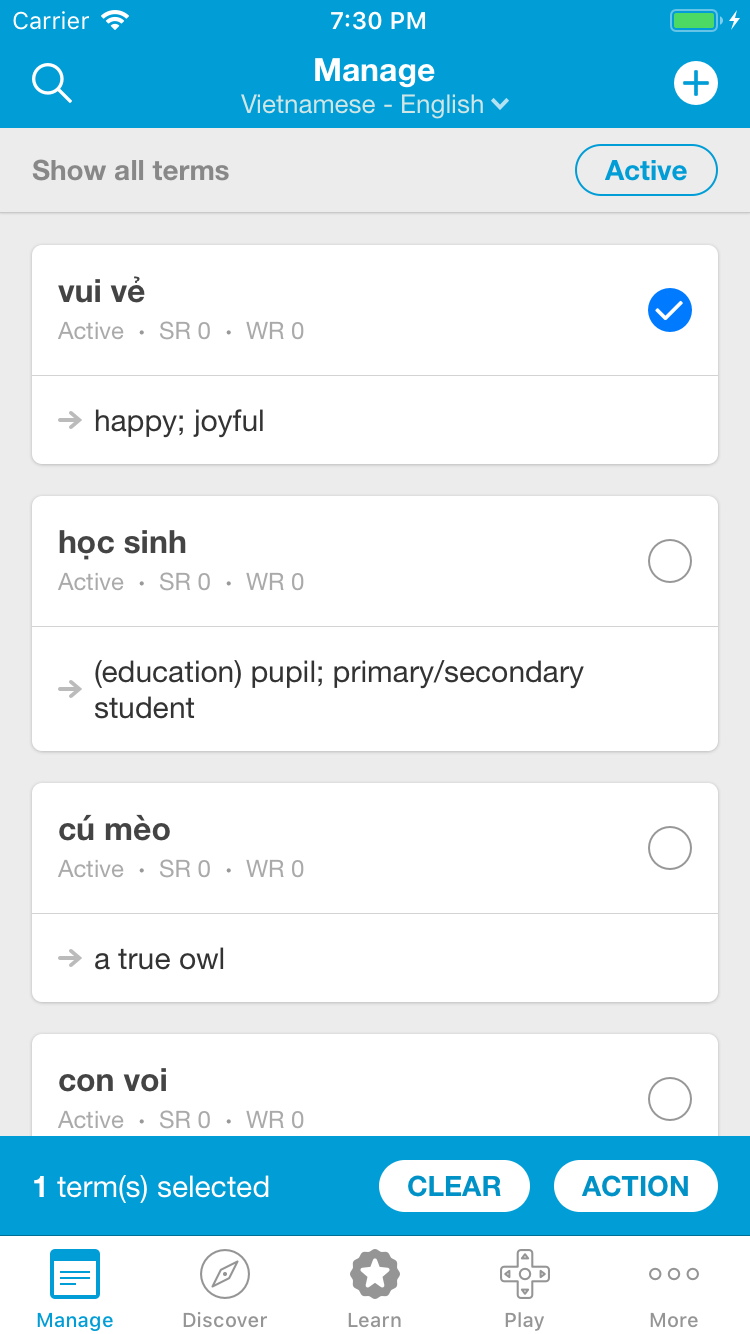 Carrier 7:30 PM
Manage
Vietnamese - English
Show all terms Active
vui vẻ
Active • SR 0 • WR 0
happy; joyful
học sinh
Active • SR 0 • WR 0
(education) pupil; primary/secondary
student
cú mèo
Active • SR 0 • WR 0
a true owl
con voi
Active • SR 0 • WR 0
1 term(s) selected CLEAR ACTION
Manage Discover Learn Play More